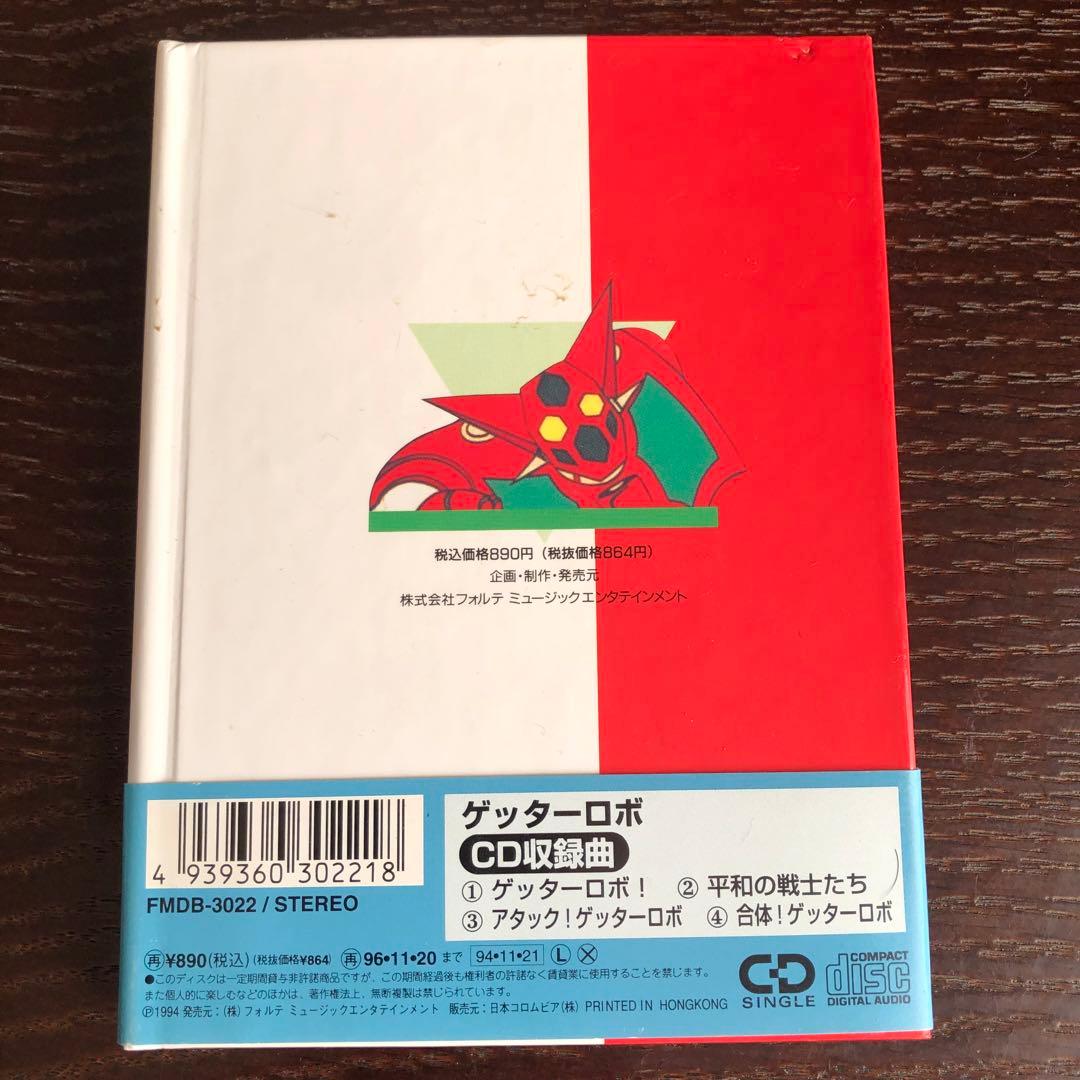 税込価格890円（税抜価格864円）
企画・制作・発売元
株式会社フォルテ ミュージックエンタテインメント
4 939360 302218
FMDB-3022 / STEREO
ゲッターロボ
CD収録曲
① ゲッターロボ！ ② 平和の戦士たち
③ アタック！ゲッターロボ ④ 合体！ゲッターロボ
再 ¥890(税込) (税抜価格¥864) 再 96・11・20 まで 94・11・21 L X
●このディスクは一定期間貸与非許諾商品ですが、この期間経過後も権利者の許諾なく賃貸業に使用することを禁じます。
また個人的に楽しむなどのほかは、著作権法上、無断複製は禁じられています。
Ⓟ1994 発売元：(株) フォルテ ミュージックエンタテインメント 販売元：日本コロムビア(株) PRINTED IN HONGKONG
CD SINGLE
COMPACT disc DIGITAL AUDIO